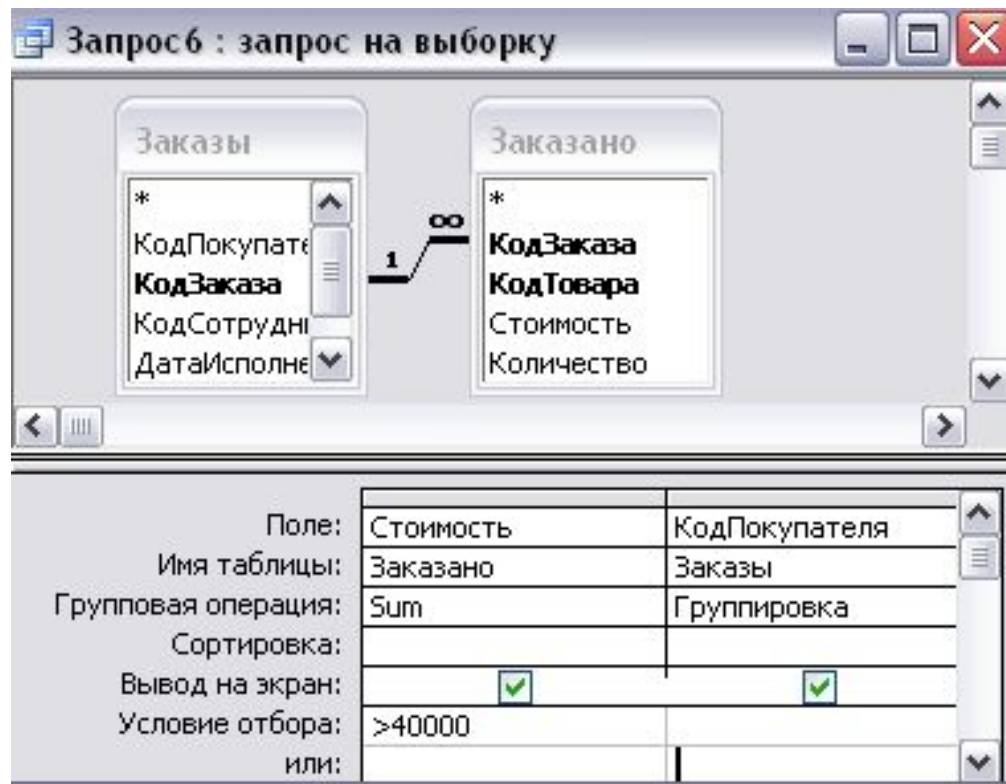 Запрос6 : запрос на выборку
Заказы
*
КодПокупате
КодЗаказа
КодСотрудн
ДатаИсполне
1
∞
Заказано
*
КодЗаказа
КодТовара
Стоимость
Количество
Поле: Стоимость КодПокупателя
Имя таблицы: Заказано Заказы
Групповая операция: Sum Группировка
Сортировка:
Вывод на экран:
Условие отбора: >40000
или: